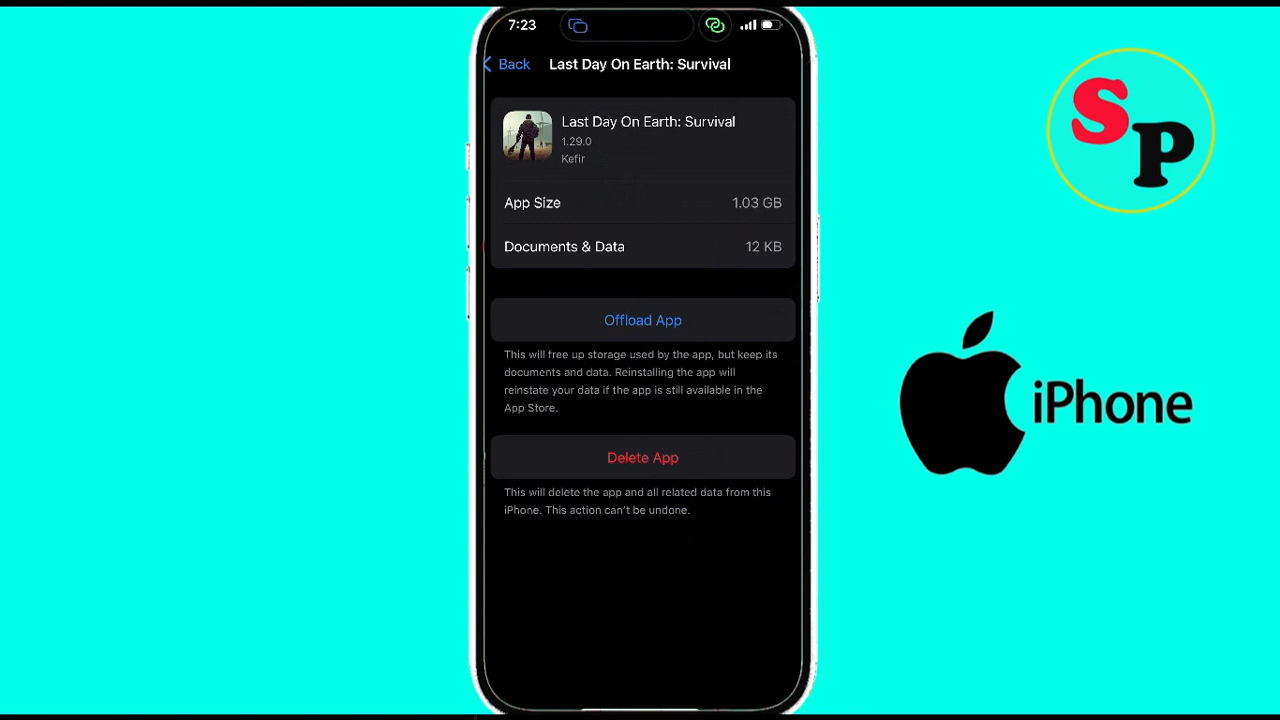 7:23
Back
Last Day On Earth: Survival
Last Day On Earth: Survival
1.29.0
Kefir
App Size 1.03 GB
Documents & Data 12 KB
Offload App
This will free up storage used by the app, but keep its
documents and data. Reinstalling the app will
reinstate your data if the app is still available in the
App Store.
Delete App
This will delete the app and all related data from this
iPhone. This action can't be undone.
SP
iPhone